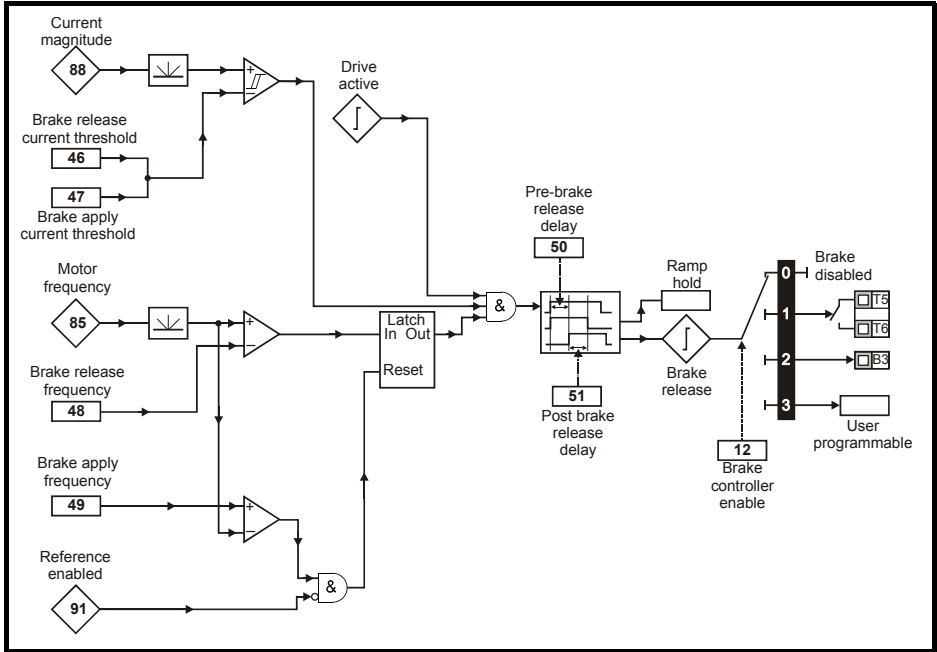 Current
magnitude
88
+
−
Brake release
current threshold
46
47
Brake apply
current threshold
Drive
active
Motor
frequency
85
+
−
Brake release
frequency
48
Latch
In Out
Reset
&
Pre-brake
release
delay
50
51
Post brake
release
delay
Ramp
hold
Brake
release
12
Brake
controller
enable
0
Brake
disabled
1
T5
T6
2
B3
3
User
programmable
Brake apply
frequency
49
+
−
Reference
enabled
91
&